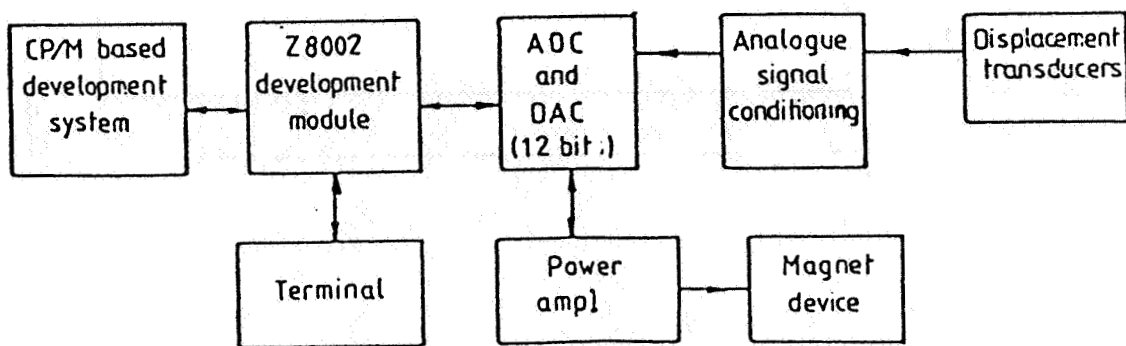 CP/M based
development
system
Z8002
development
module
ADC
and
DAC
(12 bit.)
Analogue
signal
conditioning
Displacement
transducers
Terminal
Power
ampl
Magnet
device